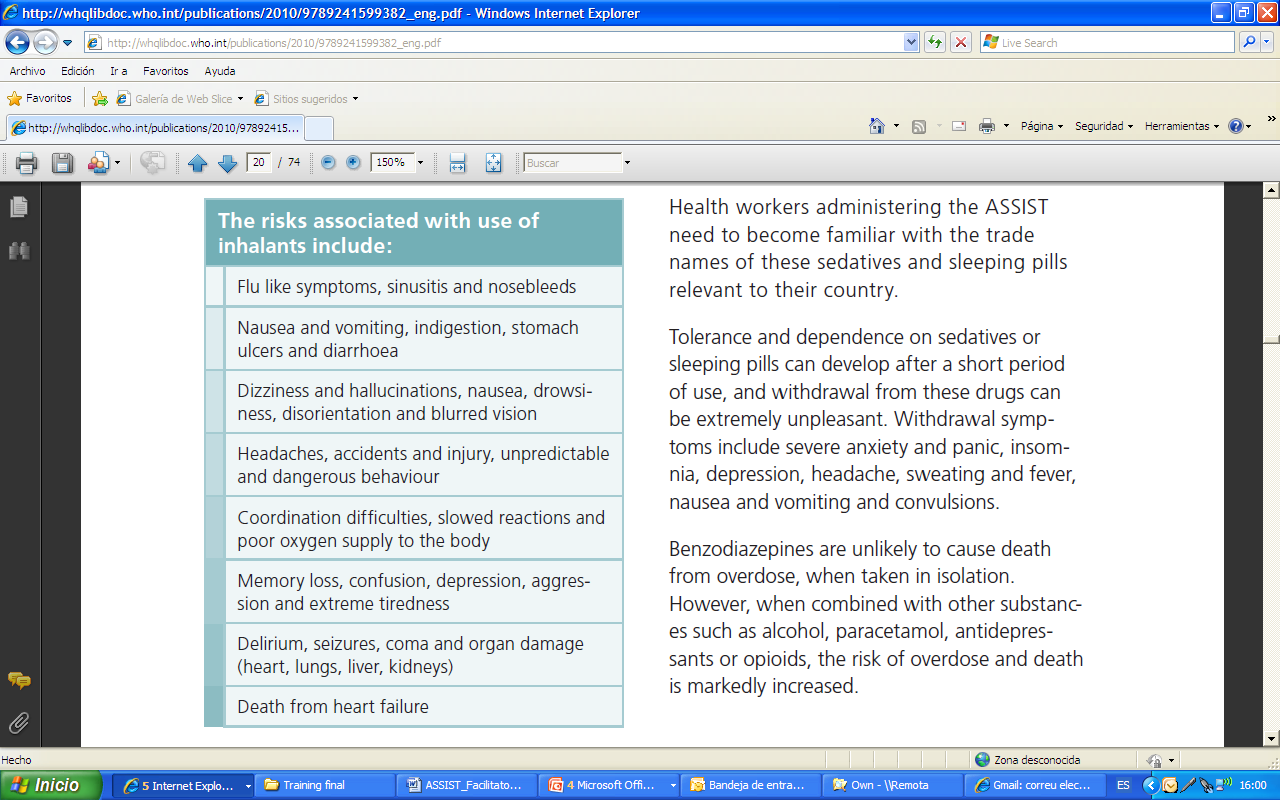 http://whqlibdoc.who.int/publications/2010/9789241599382_eng.pdf - Windows Internet Explorer
http://whqlibdoc.who.int/publications/2010/9789241599382_eng.pdf
Live Search
Archivo Edición Ir a Favoritos Ayuda
Favoritos Galería de Web Slice Sitios sugeridos
http://whqlibdoc.who.int/publications/2010/97892415...
Página Seguridad Herramientas
20 / 74 150% Buscar
The risks associated with use of
inhalants include:
Flu like symptoms, sinusitis and nosebleeds
Nausea and vomiting, indigestion, stomach
ulcers and diarrhoea
Dizziness and hallucinations, nausea, drowsi-
ness, disorientation and blurred vision
Headaches, accidents and injury, unpredictable
and dangerous behaviour
Coordination difficulties, slowed reactions and
poor oxygen supply to the body
Memory loss, confusion, depression, aggres-
sion and extreme tiredness
Delirium, seizures, coma and organ damage
(heart, lungs, liver, kidneys)
Death from heart failure
Health workers administering the ASSIST
need to become familiar with the trade
names of these sedatives and sleeping pills
relevant to their country.
Tolerance and dependence on sedatives or
sleeping pills can develop after a short period
of use, and withdrawal from these drugs can
be extremely unpleasant. Withdrawal symp-
toms include severe anxiety and panic, insom-
nia, depression, headache, sweating and fever,
nausea and vomiting and convulsions.
Benzodiazepines are unlikely to cause death
from overdose, when taken in isolation.
However, when combined with other substanc-
es such as alcohol, paracetamol, antidepres-
sants or opioids, the risk of overdose and death
is markedly increased.
Hecho
Zona desconocida
Inicio
5 Internet Explo...
Training final
ASSIST_Facilitato...
4 Microsoft Offi...
Bandeja de entra...
Own - \\Remota
Gmail: correu elec...
ES
16:00